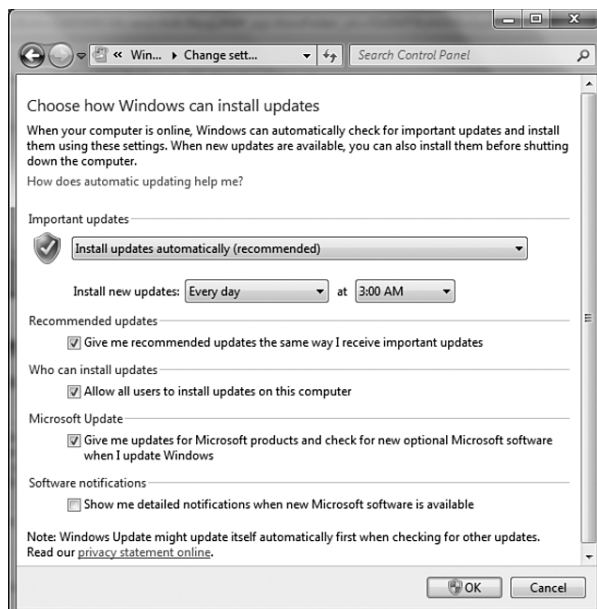 « Win... Change sett... Search Control Panel
Choose how Windows can install updates
When your computer is online, Windows can automatically check for important updates and install
them using these settings. When new updates are available, you can also install them before shutting
down the computer.
How does automatic updating help me?
Important updates
Install updates automatically (recommended)
Install new updates: Every day at 3:00 AM
Recommended updates
Give me recommended updates the same way I receive important updates
Who can install updates
Allow all users to install updates on this computer
Microsoft Update
Give me updates for Microsoft products and check for new optional Microsoft software
when I update Windows
Software notifications
Show me detailed notifications when new Microsoft software is available
Note: Windows Update might update itself automatically first when checking for other updates.
Read our privacy statement online.
OK Cancel